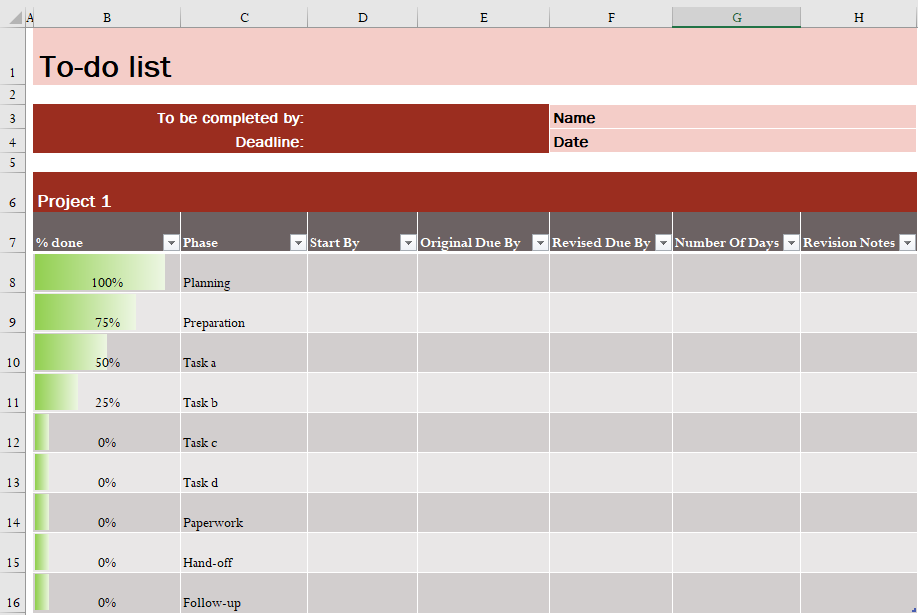 A B C D E F G H
1 To-do list
2
3 To be completed by: Name
4 Deadline: Date
5
6 Project 1
7 % done Phase Start By Original Due By Revised Due By Number Of Days Revision Notes
8 100% Planning
9 75% Preparation
10 50% Task a
11 25% Task b
12 0% Task c
13 0% Task d
14 0% Paperwork
15 0% Hand-off
16 0% Follow-up